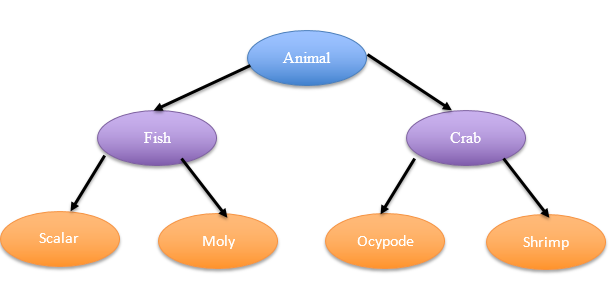 Animal
Fish
Crab
Scalar
Moly
Ocypode
Shrimp